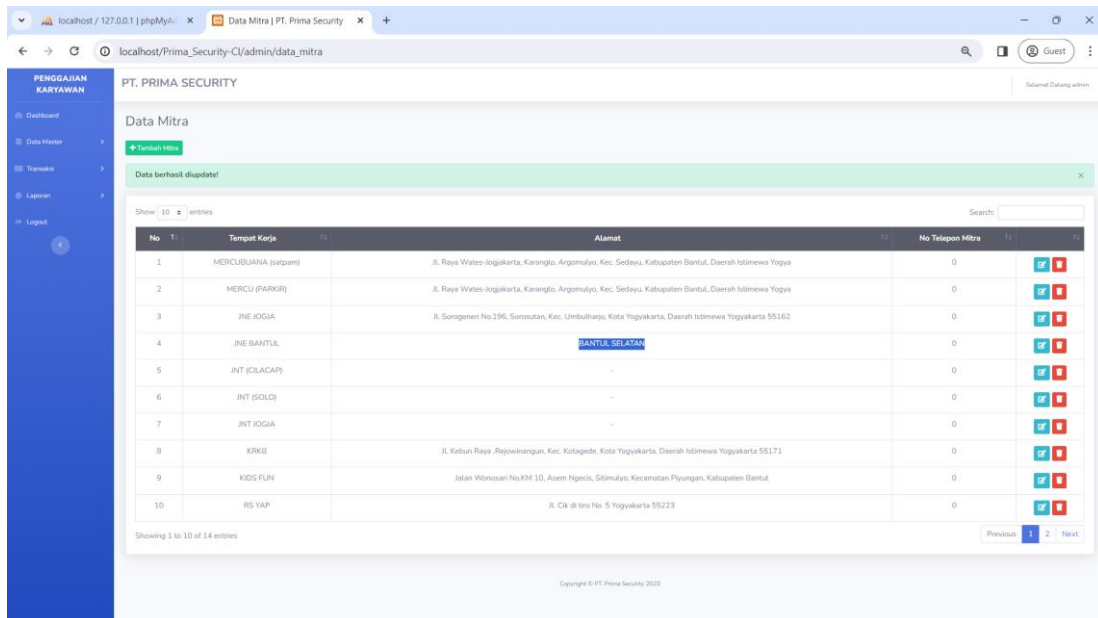 localhost / 127.0.0.1 | phpMyAd
Data Mitra | PT. Prima Security
localhost/Prima_Security-CI/admin/data_mitra
Guest
PENGGAJIAN
KARYAWAN
PT. PRIMA SECURITY
Selamat Datang admin
Dashboard
Data Master
Transaksi
Laporan
Logout
Data Mitra
+ Tambah Mitra
Data berhasil diupdate!
Show 10 entries
Search:
No Tempat Kerja Alamat No Telepon Mitra
1 MERCUBUANA (satpam) Jl. Raya Wates-Jogjakarta, Karanglo, Argomulyo, Kec. Sedayu, Kabupaten Bantul, Daerah Istimewa Yogya 0
2 MERCU (PARKIR) Jl. Raya Wates-Jogjakarta, Karanglo, Argomulyo, Kec. Sedayu, Kabupaten Bantul, Daerah Istimewa Yogya 0
3 JNE JOGJA Jl. Sorogenen No.196, Sorosutan, Kec. Umbulharjo, Kota Yogyakarta, Daerah Istimewa Yogyakarta 55162 0
4 JNE BANTUL BANTUL SELATAN 0
5 JNT (CILACAP) - 0
6 JNT (SOLO) - 0
7 JNT JOGJA - 0
8 KRKB Jl. Kebun Raya ,Rejowinangun, Kec. Kotagede, Kota Yogyakarta, Daerah Istimewa Yogyakarta 55171 0
9 KIDS FUN Jalan Wonosari No.KM 10, Asem Ngecis, Sitimulyo, Kecamatan Piyungan, Kabupaten Bantul 0
10 RS YAP Jl. Cik di tiro No. 5 Yogyakarta 55223 0
Showing 1 to 10 of 14 entries
Previous 1 2 Next
Copyright © PT. Prima Security 2023